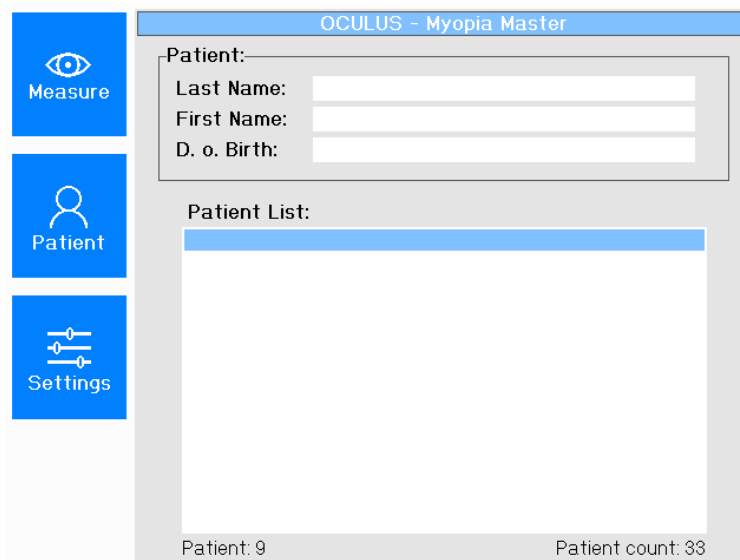 OCULUS - Myopia Master
Measure
Patient
Settings
Patient:
Last Name:
First Name:
D. o. Birth:
Patient List:
Patient: 9
Patient count: 33